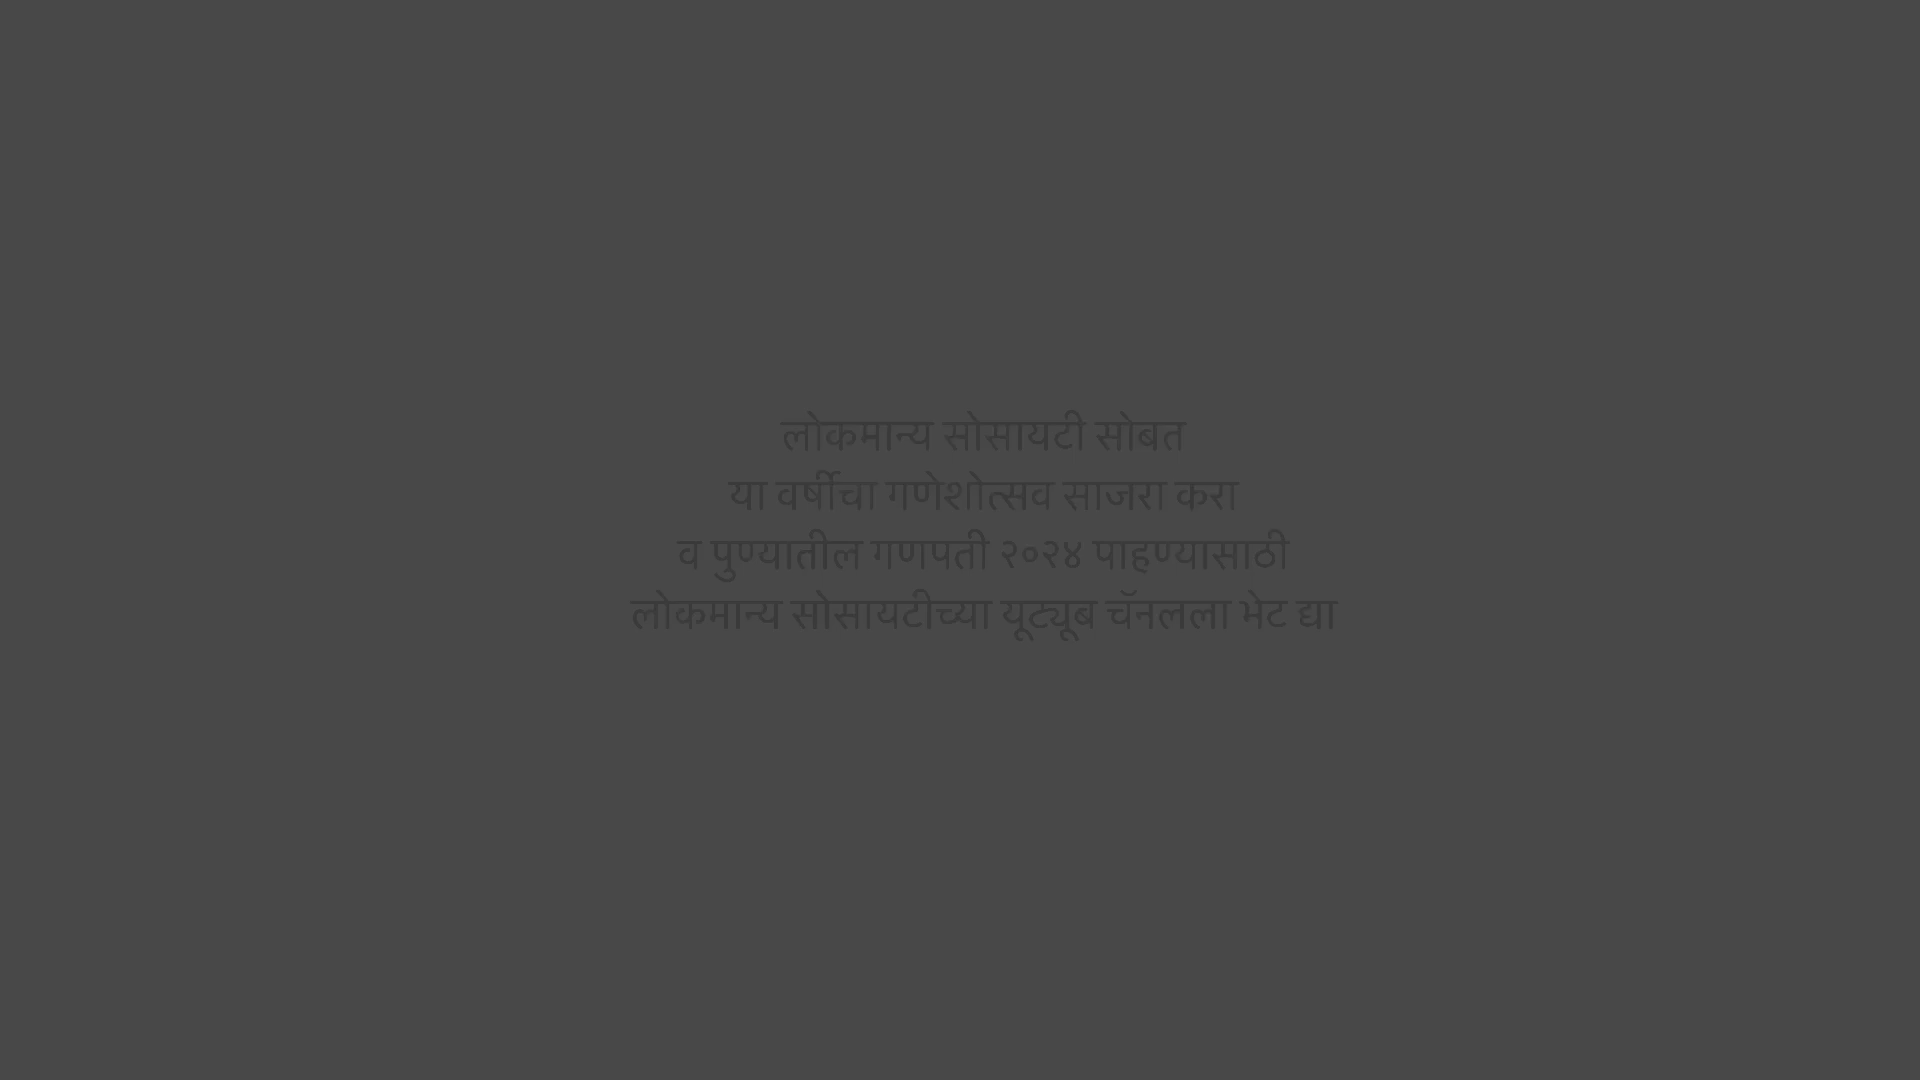 लोकमान्य सोसायटी सोबत
या वर्षीचा गणेशोत्सव साजरा करा
व पुण्यातील गणपती २०२४ पाहण्यासाठी
लोकमान्य सोसायटीच्या यूट्यूब चॅनलला भेट द्या